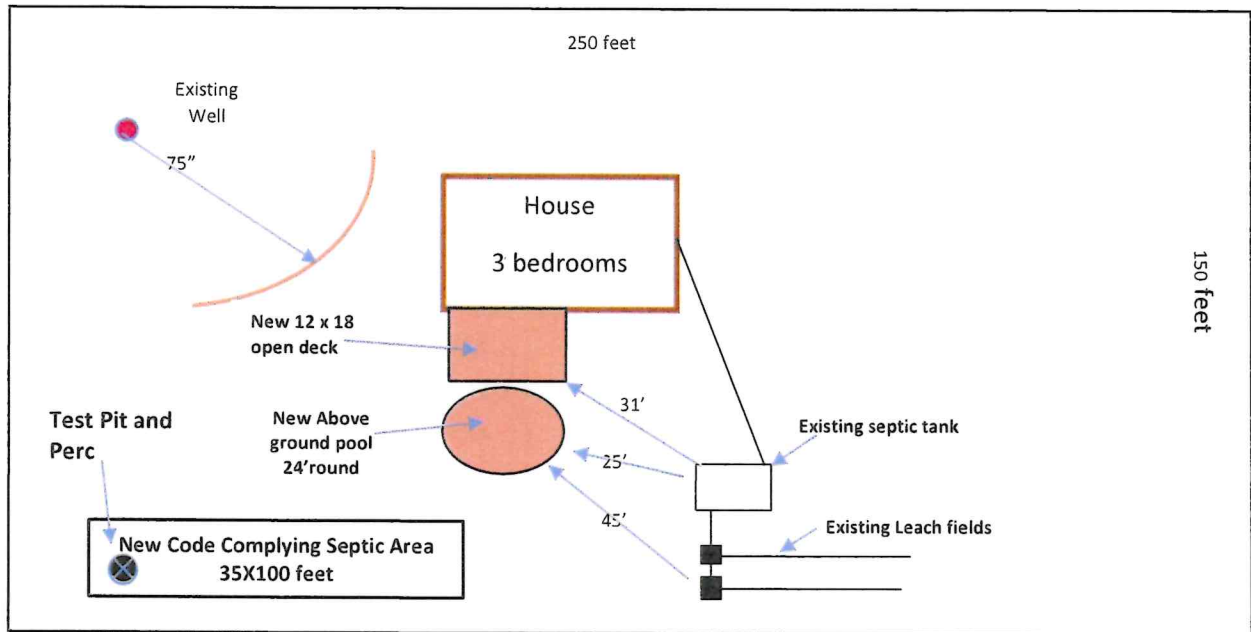 250 feet
Existing
Well
75”
House
3 bedrooms
150 feet
New 12 x 18
open deck
31’
Test Pit and
Perc
New Above
ground pool
24’round
Existing septic tank
25’
45’
New Code Complying Septic Area
35X100 feet
Existing Leach fields